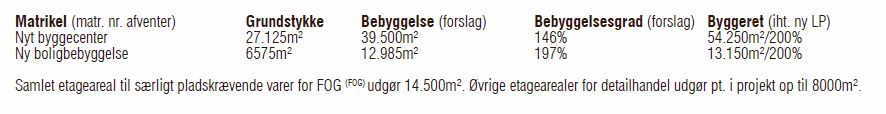 Matrikel (matr. nr. afventer) Grundstykke Bebyggelse (forslag) Bebyggelsesgrad (forslag) Byggeret (iht. ny LP)
Nyt byggecenter 27.125m² 39.500m² 146% 54.250m²/200%
Ny boligbebyggelse 6575m² 12.985m² 197% 13.150m²/200%
Samlet etageareal til særligt pladskrævende varer for FOG (FOG) udgør 14.500m². Øvrige etagearealer for detailhandel udgør pt. i projekt op til 8000m².